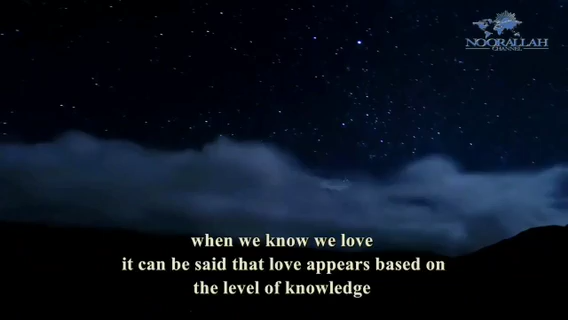 NOORALLAH
CHANNEL
when we know we love
it can be said that love appears based on
the level of knowledge